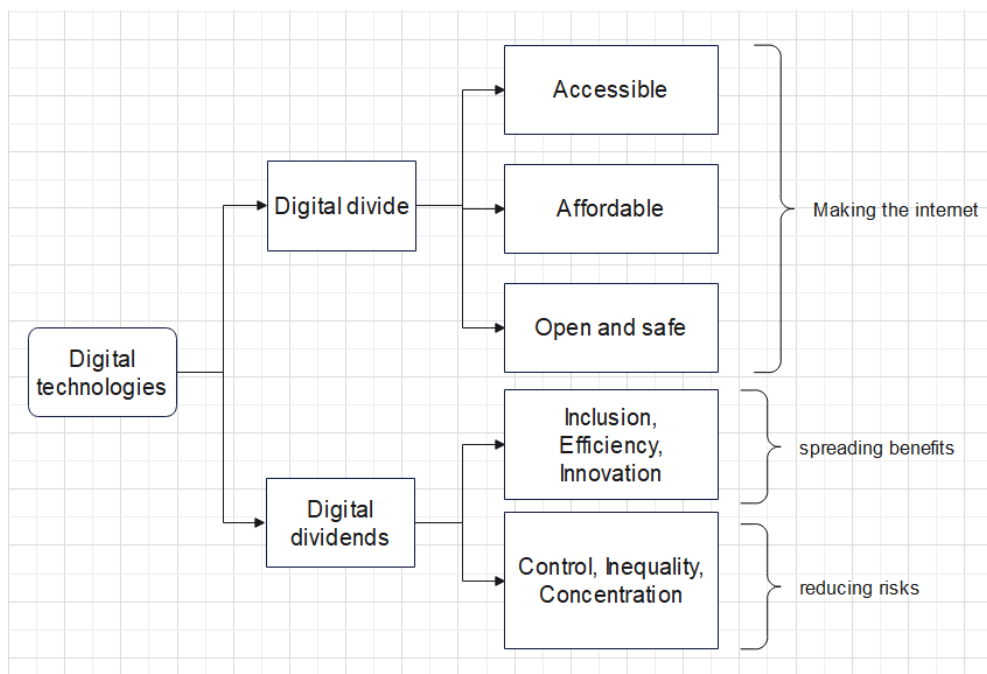 Accessible
Digital divide
Affordable
Making the internet
Open and safe
Digital
technologies
Inclusion,
Efficiency,
Innovation
spreading benefits
Digital
dividends
Control, Inequality,
Concentration
reducing risks